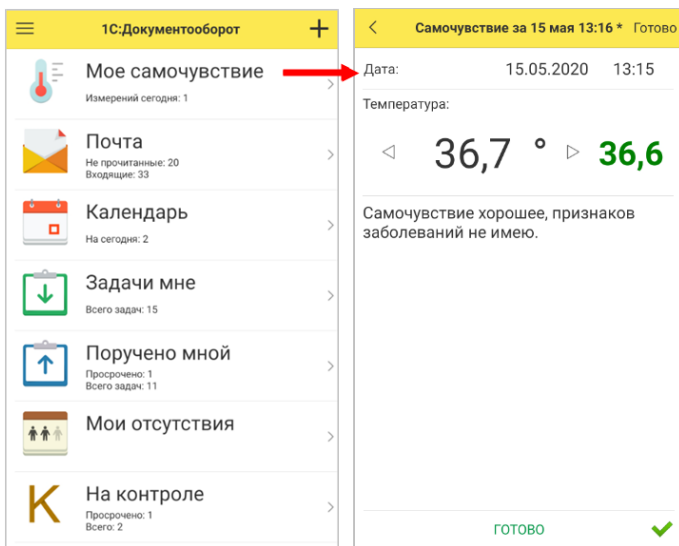 1С:Документооборот
Мое самочувствие
Измерений сегодня: 1
Почта
Не прочитанные: 20
Входящие: 33
Календарь
На сегодня: 2
Задачи мне
Всего задач: 15
Поручено мной
Просрочено: 1
Всего задач: 11
Мои отсутствия
К
На контроле
Просрочено: 1
Всего: 2
Самочувствие за 15 мая 13:16 * Готово
Дата: 15.05.2020 13:15
Температура:
36,7 ° 36,6
Самочувствие хорошее, признаков
заболеваний не имею.
ГОТОВО